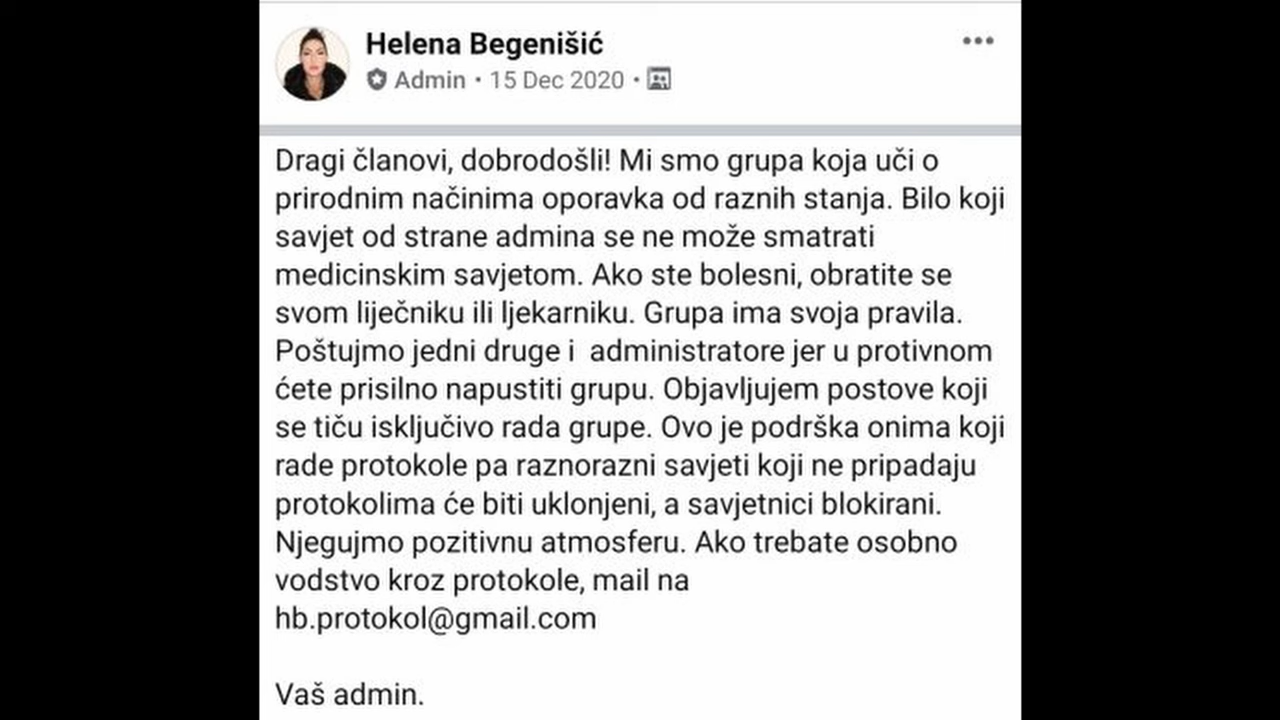 Helena Begenišić
Admin • 15 Dec 2020 •
Dragi članovi, dobrodošli! Mi smo grupa koja uči o
prirodnim načinima oporavka od raznih stanja. Bilo koji
savjet od strane admina se ne može smatrati
medicinskim savjetom. Ako ste bolesni, obratite se
svom liječniku ili ljekarniku. Grupa ima svoja pravila.
Poštujmo jedni druge i  administratore jer u protivnom
ćete prisilno napustiti grupu. Objavljujem postove koji
se tiču isključivo rada grupe. Ovo je podrška onima koji
rade protokole pa raznorazni savjeti koji ne pripadaju
protokolima će biti uklonjeni, a savjetnici blokirani.
Njegujmo pozitivnu atmosferu. Ako trebate osobno
vodstvo kroz protokole, mail na
hb.protokol@gmail.com
Vaš admin.